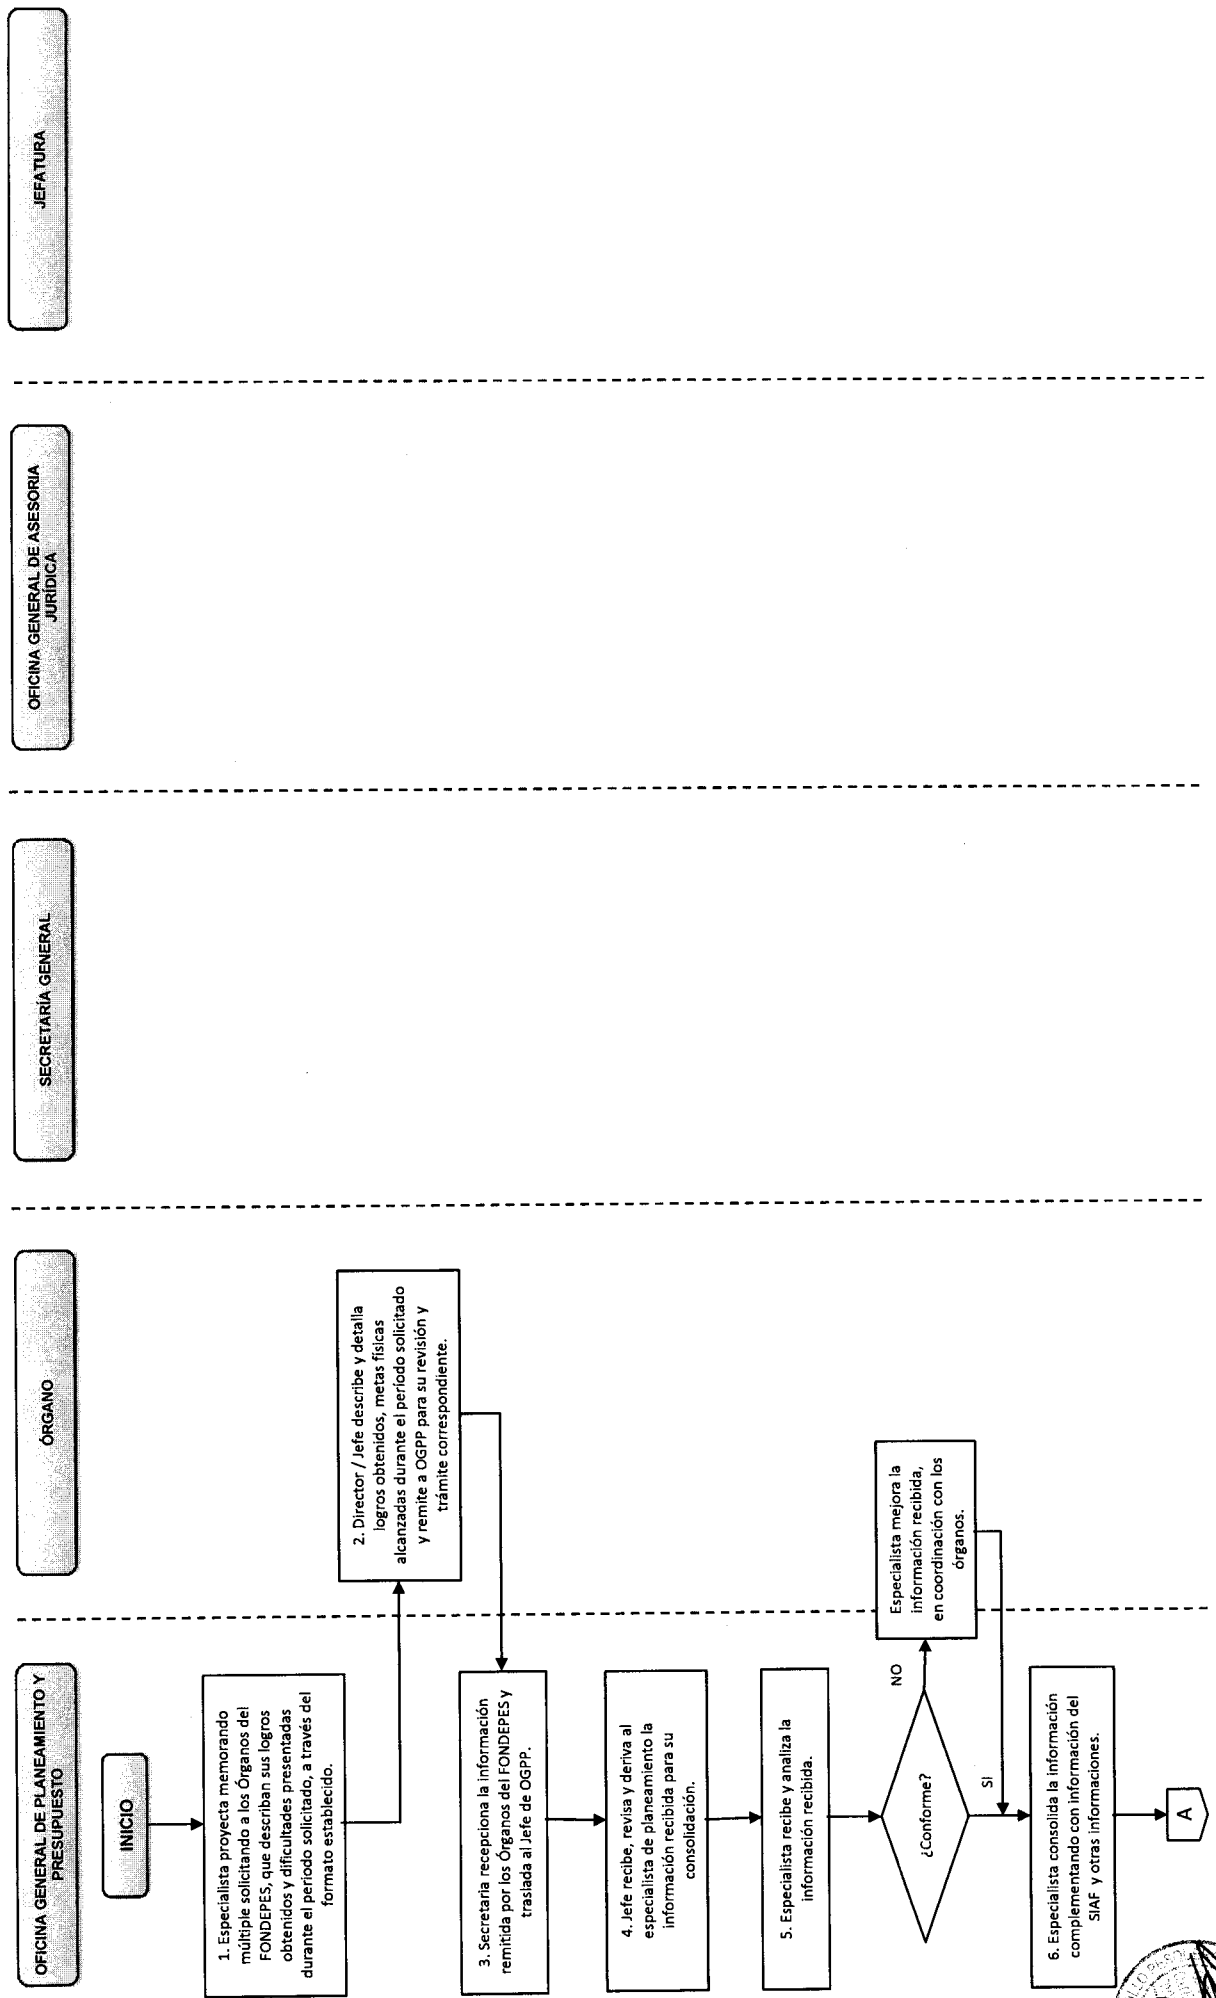 OFICINA GENERAL DE PLANEAMIENTO Y
PRESUPUESTO
ÓRGANO
SECRETARÍA GENERAL
OFICINA GENERAL DE ASESORIA
JURÍDICA
JEFATURA
INICIO
1. Especialista proyecta memorando
múltiple solicitando a los Órganos del
FONDEPES, que describan sus logros
obtenidos y dificultades presentadas
durante el periodo solicitado, a través del
formato establecido.
2. Director / Jefe describe y detalla
logros obtenidos, metas físicas
alcanzadas durante el período solicitado
y remite a OGPP para su revisión y
trámite correspondiente.
3. Secretaria recepciona la información
remitida por los Órganos del FONDEPES y
traslada al Jefe de OGPP.
4. Jefe recibe, revisa y deriva al
especialista de planeamiento la
información recibida para su
consolidación.
5. Especialista recibe y analiza la
información recibida.
¿Conforme?
NO
Especialista mejora la
información recibida,
en coordinación con los
órganos.
SI
6. Especialista consolida la información
complementando con información del
SIAF y otras informaciones.
A